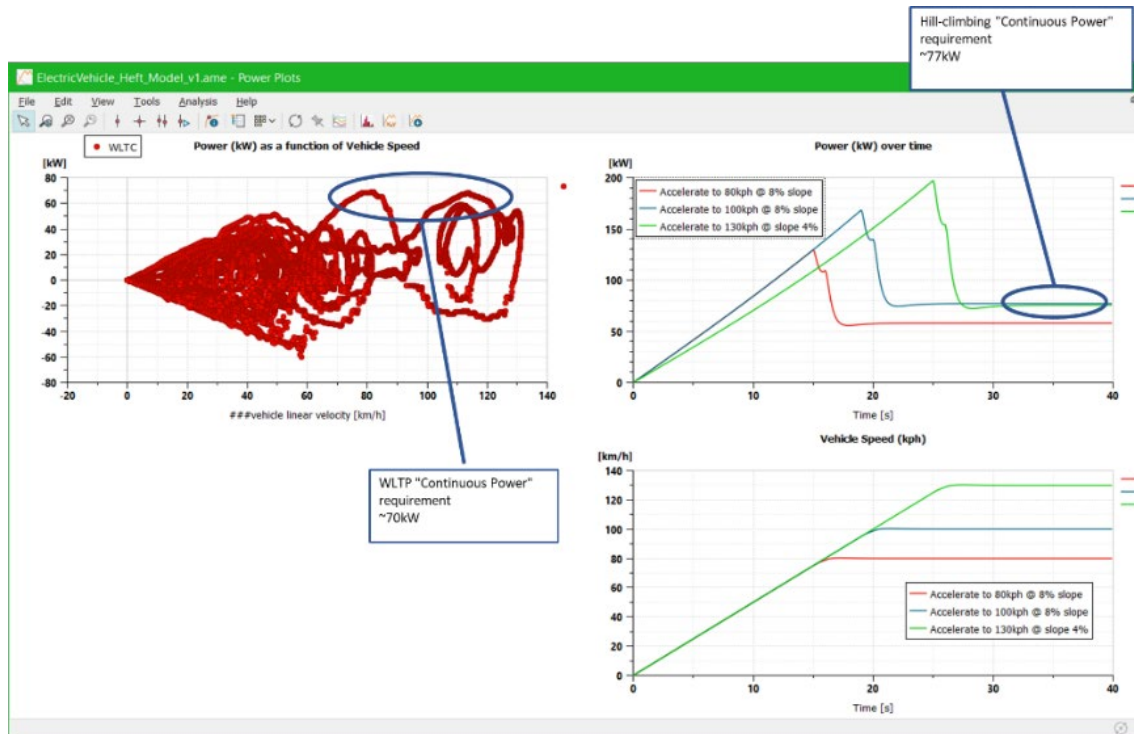 Hill-climbing "Continuous Power"
requirement
~77kW
ElectricVehicle_Heft_Model_v1.ame - Power Plots
File Edit View Tools Analysis Help
WLTC
Power (kW) as a function of Vehicle Speed
[kW]
80
60
40
20
0
-20
-40
-60
-80
-20 0 20 40 60 80 100 120 140
###vehicle linear velocity [km/h]
WLTP "Continuous Power"
requirement
~70kW
Power (kW) over time
[kW]
200
150
100
50
0
Accelerate to 80kph @ 8% slope
Accelerate to 100kph @ 8% slope
Accelerate to 130kph @ slope 4%
0 10 20 30 40
Time [s]
Vehicle Speed (kph)
[km/h]
140
120
100
80
60
40
20
0
Accelerate to 80kph @ 8% slope
Accelerate to 100kph @ 8% slope
Accelerate to 130kph @ slope 4%
0 10 20 30 40
Time [s]